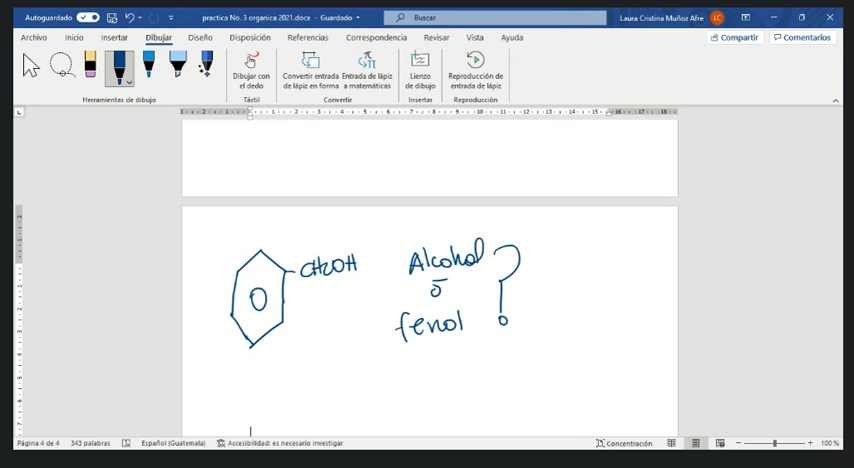 Autoguardado
practica No. 3 organica 2021.docx • Guardado
Buscar
Laura Cristina Muñoz Afre
LC
Archivo Inicio Insertar Dibujar Diseño Disposición Referencias Correspondencia Revisar Vista Ayuda
Compartir
Comentarios
Dibujar con el dedo
Convertir entrada de lápiz en forma
Entrada de lápiz a matemáticas
Lienzo de dibujo
Reproducción de entrada de lápiz
Herramientas de dibujo
Táctil
Convertir
Insertar
Reproducción
CH2OH
Alcohol
o
fenol
?
Página 4 de 4 343 palabras Español (Guatemala) Accesibilidad: es necesario investigar
Concentración
100 %